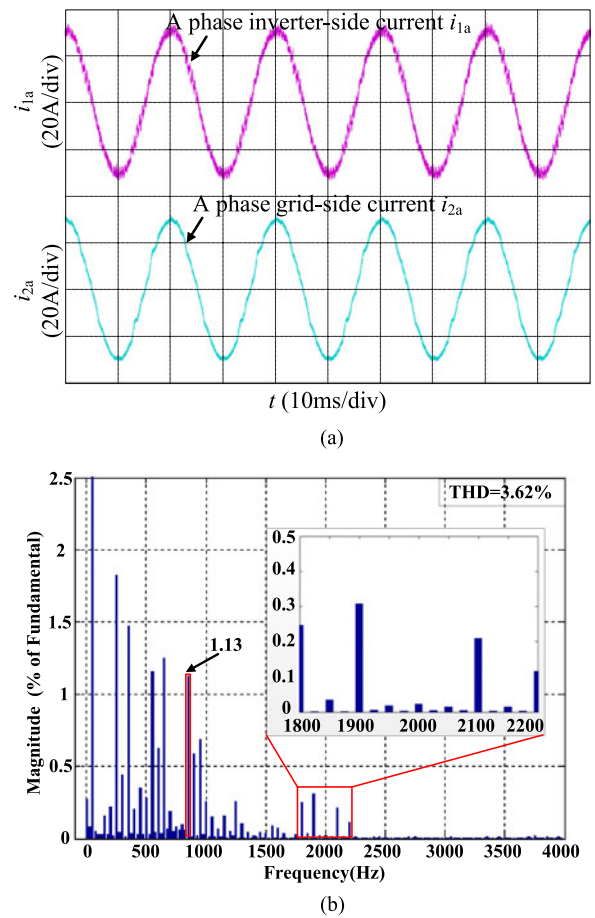 A phase inverter-side current i1a
i1a
(20A/div)
A phase grid-side current i2a
i2a
(20A/div)
t (10ms/div)
(a)
2.5
2
1.5
1
0.5
0
Magnitude (% of Fundamental)
THD=3.62%
1.13
0.5
0.4
0.3
0.2
0.1
0
1800 1900 2000 2100 2200
0 500 1000 1500 2000 2500 3000 3500 4000
Frequency(Hz)
(b)